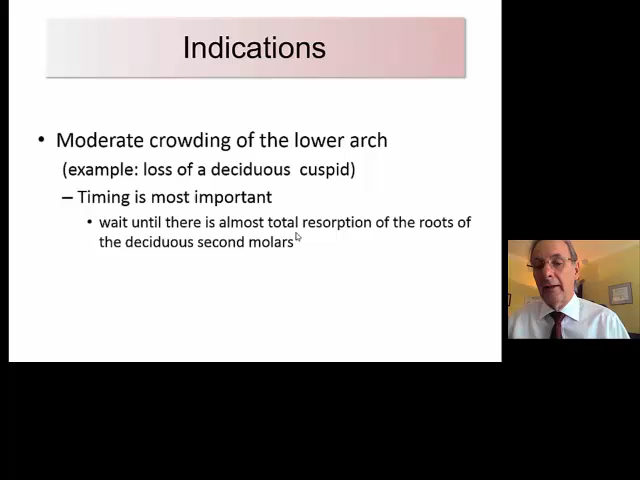 Indications
• Moderate crowding of the lower arch
(example: loss of a deciduous cuspid)
– Timing is most important
• wait until there is almost total resorption of the roots of
the deciduous second molars